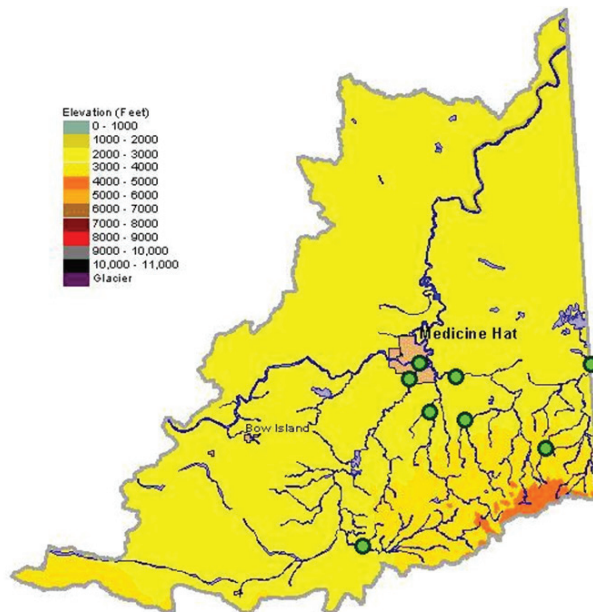 Elevation (Feet)
0 - 1000
1000 - 2000
2000 - 3000
3000 - 4000
4000 - 5000
5000 - 6000
6000 - 7000
7000 - 8000
8000 - 9000
9000 - 10,000
10,000 - 11,000
Glacier
Medicine Hat
Bow Island